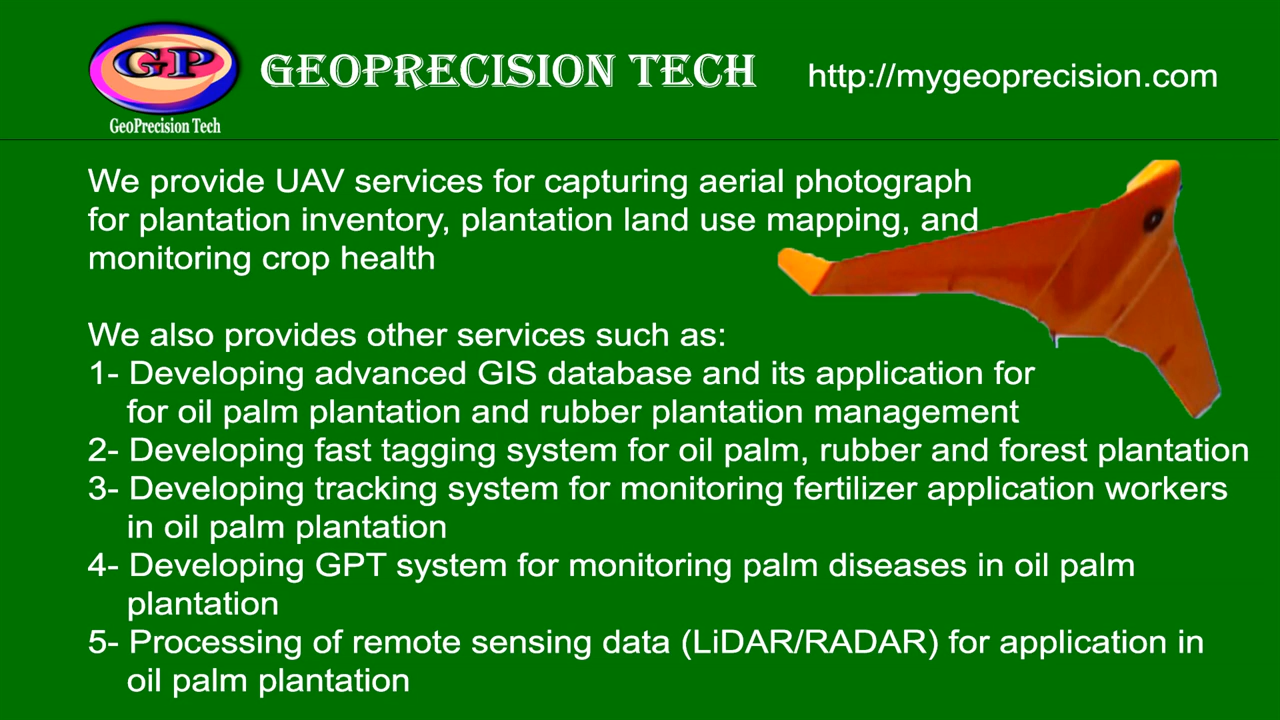 GP
GeoPrecision Tech
GEOPRECISION TECH
http://mygeoprecision.com
We provide UAV services for capturing aerial photograph
for plantation inventory, plantation land use mapping, and
monitoring crop health
We also provides other services such as:
1- Developing advanced GIS database and its application for
for oil palm plantation and rubber plantation management
2- Developing fast tagging system for oil palm, rubber and forest plantation
3- Developing tracking system for monitoring fertilizer application workers
in oil palm plantation
4- Developing GPT system for monitoring palm diseases in oil palm
plantation
5- Processing of remote sensing data (LiDAR/RADAR) for application in
oil palm plantation